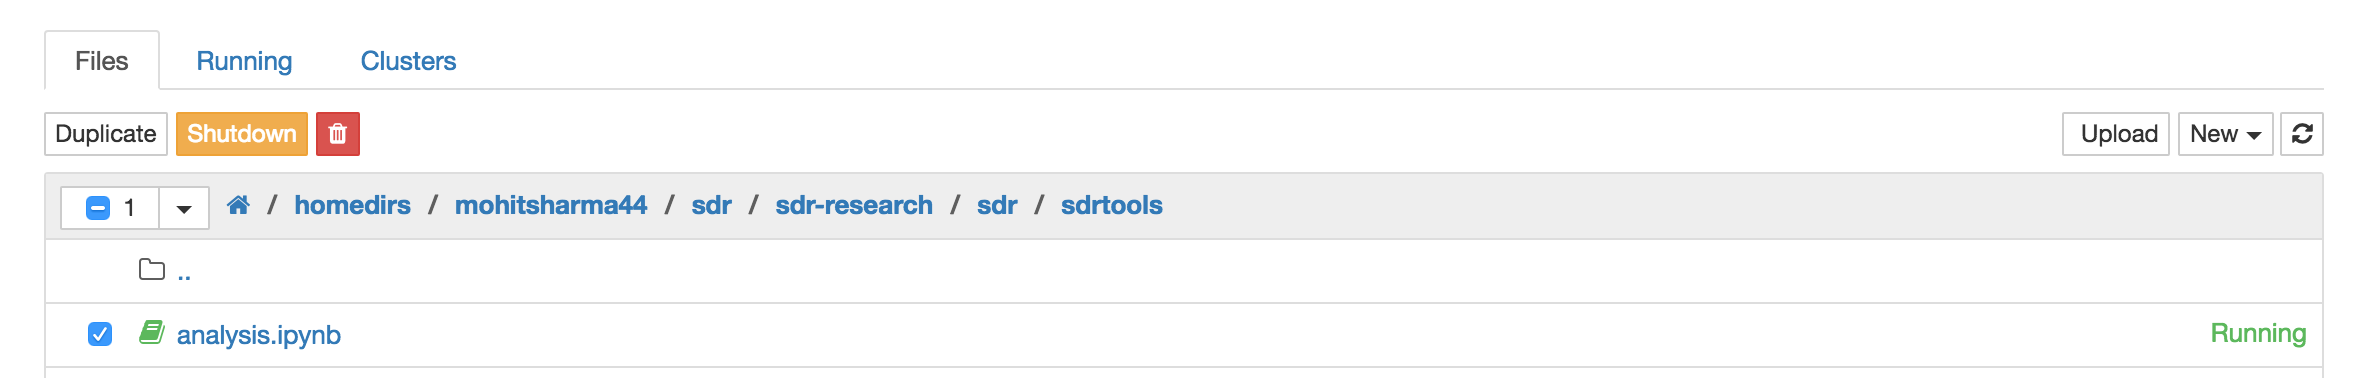 Files Running Clusters
Duplicate Shutdown Upload New
1 / homedirs / mohitsharma44 / sdr / sdr-research / sdr / sdrtools
..
analysis.ipynb Running